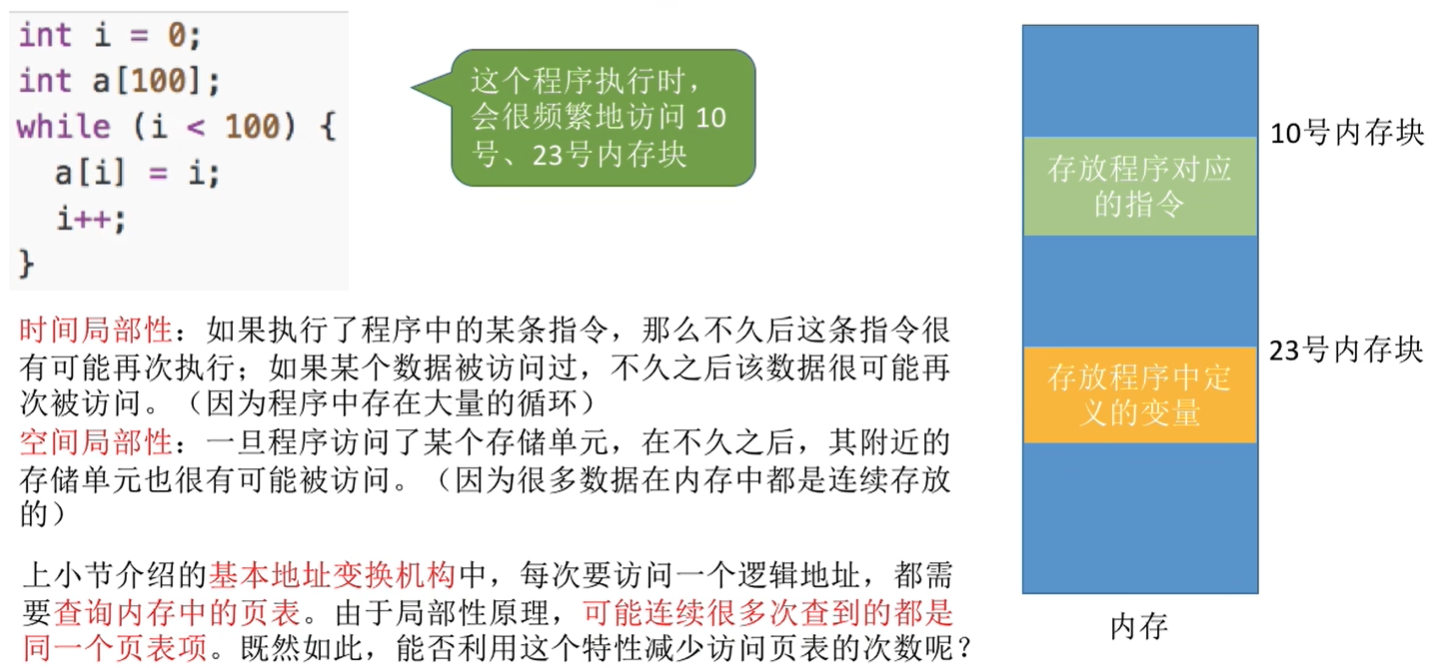 int i = 0;
int a[100];
while (i < 100) {
a[i] = i;
i++;
}
这个程序执行时，
会很频繁地访问 10
号、23号内存块
10号内存块
存放程序对应
的指令
23号内存块
存放程序中定
义的变量
内存
时间局部性：如果执行了程序中的某条指令，那么不久后这条指令很
有可能再次执行；如果某个数据被访问过，不久之后该数据很可能再
次被访问。（因为程序中存在大量的循环）
空间局部性：一旦程序访问了某个存储单元，在不久之后，其附近的
存储单元也很有可能被访问。（因为很多数据在内存中都是连续存放
的）
上小节介绍的基本地址变换机构中，每次要访问一个逻辑地址，都需
要查询内存中的页表。由于局部性原理，可能连续很多次查到的都是
同一个页表项。既然如此，能否利用这个特性减少访问页表的次数呢？